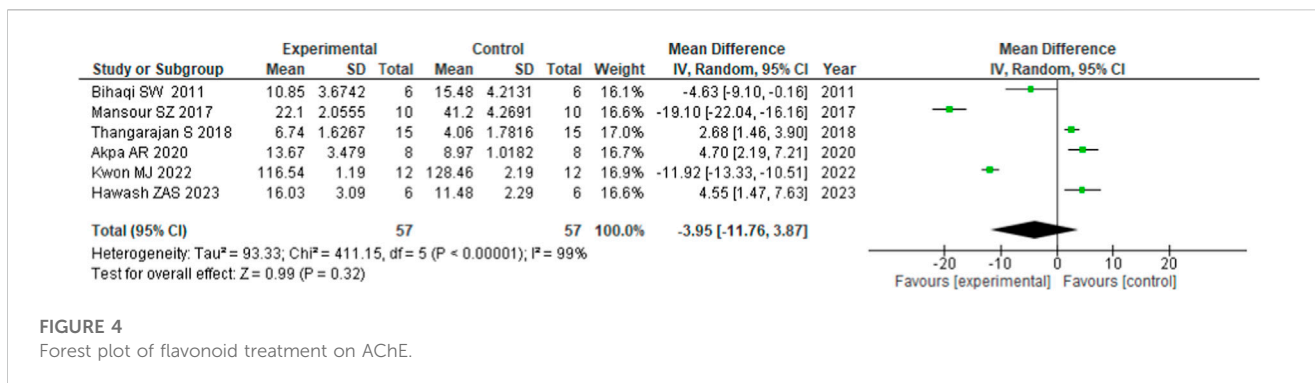 Experimental Control Mean Difference Mean Difference
Study or Subgroup Mean SD Total Mean SD Total Weight IV, Random, 95% CI Year IV, Random, 95% CI
Bihaqi SW 2011 10.85 3.6742 6 15.48 4.2131 6 16.1% -4.63 [-9.10, -0.16] 2011
Mansour SZ 2017 22.1 2.0555 10 41.2 4.2691 10 16.6% -19.10 [-22.04, -16.16] 2017
Thangarajan S 2018 6.74 1.6267 15 4.06 1.7816 15 17.0% 2.68 [1.46, 3.90] 2018
Akpa AR 2020 13.67 3.479 8 8.97 1.0182 8 16.7% 4.70 [2.19, 7.21] 2020
Kwon MJ 2022 116.54 1.19 12 128.46 2.19 12 16.9% -11.92 [-13.33, -10.51] 2022
Hawash ZAS 2023 16.03 3.09 6 11.48 2.29 6 16.6% 4.55 [1.47, 7.63] 2023
Total (95% CI) 57 57 100.0% -3.95 [-11.76, 3.87]
Heterogeneity: Tau² = 93.33; Chi² = 411.15, df = 5 (P < 0.00001); I² = 99%
Test for overall effect: Z = 0.99 (P = 0.32)
-20 -10 0 10 20
Favours [experimental] Favours [control]
FIGURE 4
Forest plot of flavonoid treatment on AChE.